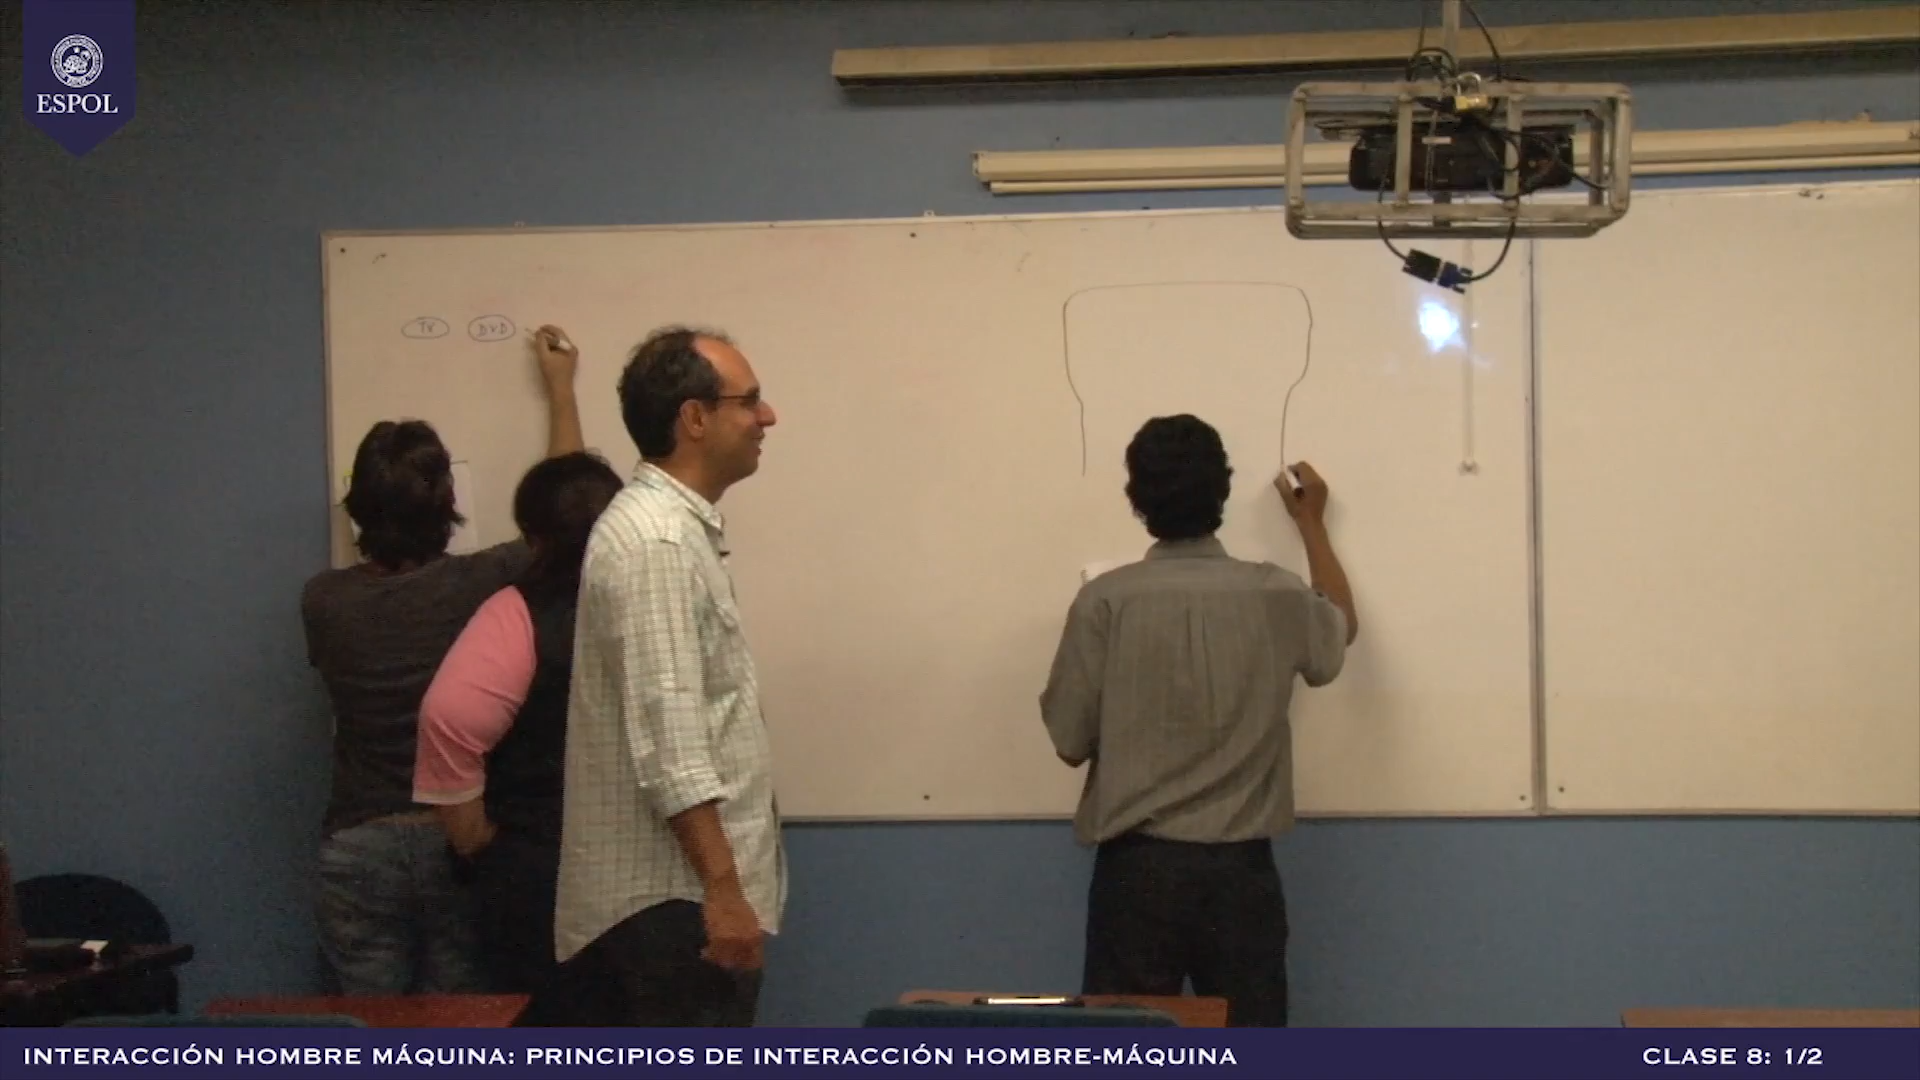 ESPOL
TV DVD
INTERACCIÓN HOMBRE MÁQUINA: PRINCIPIOS DE INTERACCIÓN HOMBRE-MÁQUINA
CLASE 8: 1/2